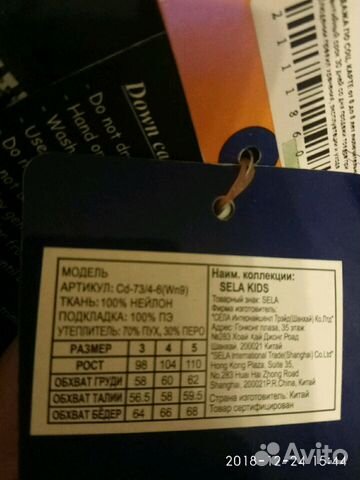 Down ca
- Do not dr
- Do
- Use
- Wash
- Hand o
МОДЕЛЬ
АРТИКУЛ: Cd-73/4-6(Wn9)
ТКАНЬ: 100% НЕЙЛОН
ПОДКЛАДКА: 100% ПЭ
УТЕПЛИТЕЛЬ: 70% ПУХ, 30% ПЕРО
РАЗМЕР 3 4 5
РОСТ 98 104 110
ОБХВАТ ГРУДИ 58 60 62
ОБХВАТ ТАЛИИ 56.5 58 59.5
ОБХВАТ БЁДЕР 64 66 68
Наим. коллекции:
SELA KIDS
Товарный знак: SELA
Фирма изготовитель:
"СЕЛА Интернэшнл Трэйд(Шанхай) Ко.Лтд"
Адрес: Гонконг плаза, 35 этаж
№283 Хоай Хай Джонг Роад
Шанхай, 200021 Китай
"SELA International Trade(Shanghai) Co.Ltd"
Hong Kong Plaza, Suite 35
No.283 Huai Hai Zhong Road
Shanghai, 200021P.R.China, Китай
Страна изготовитель: Китай
Товар сертифицирован
Avito
2018-12-24 15:44